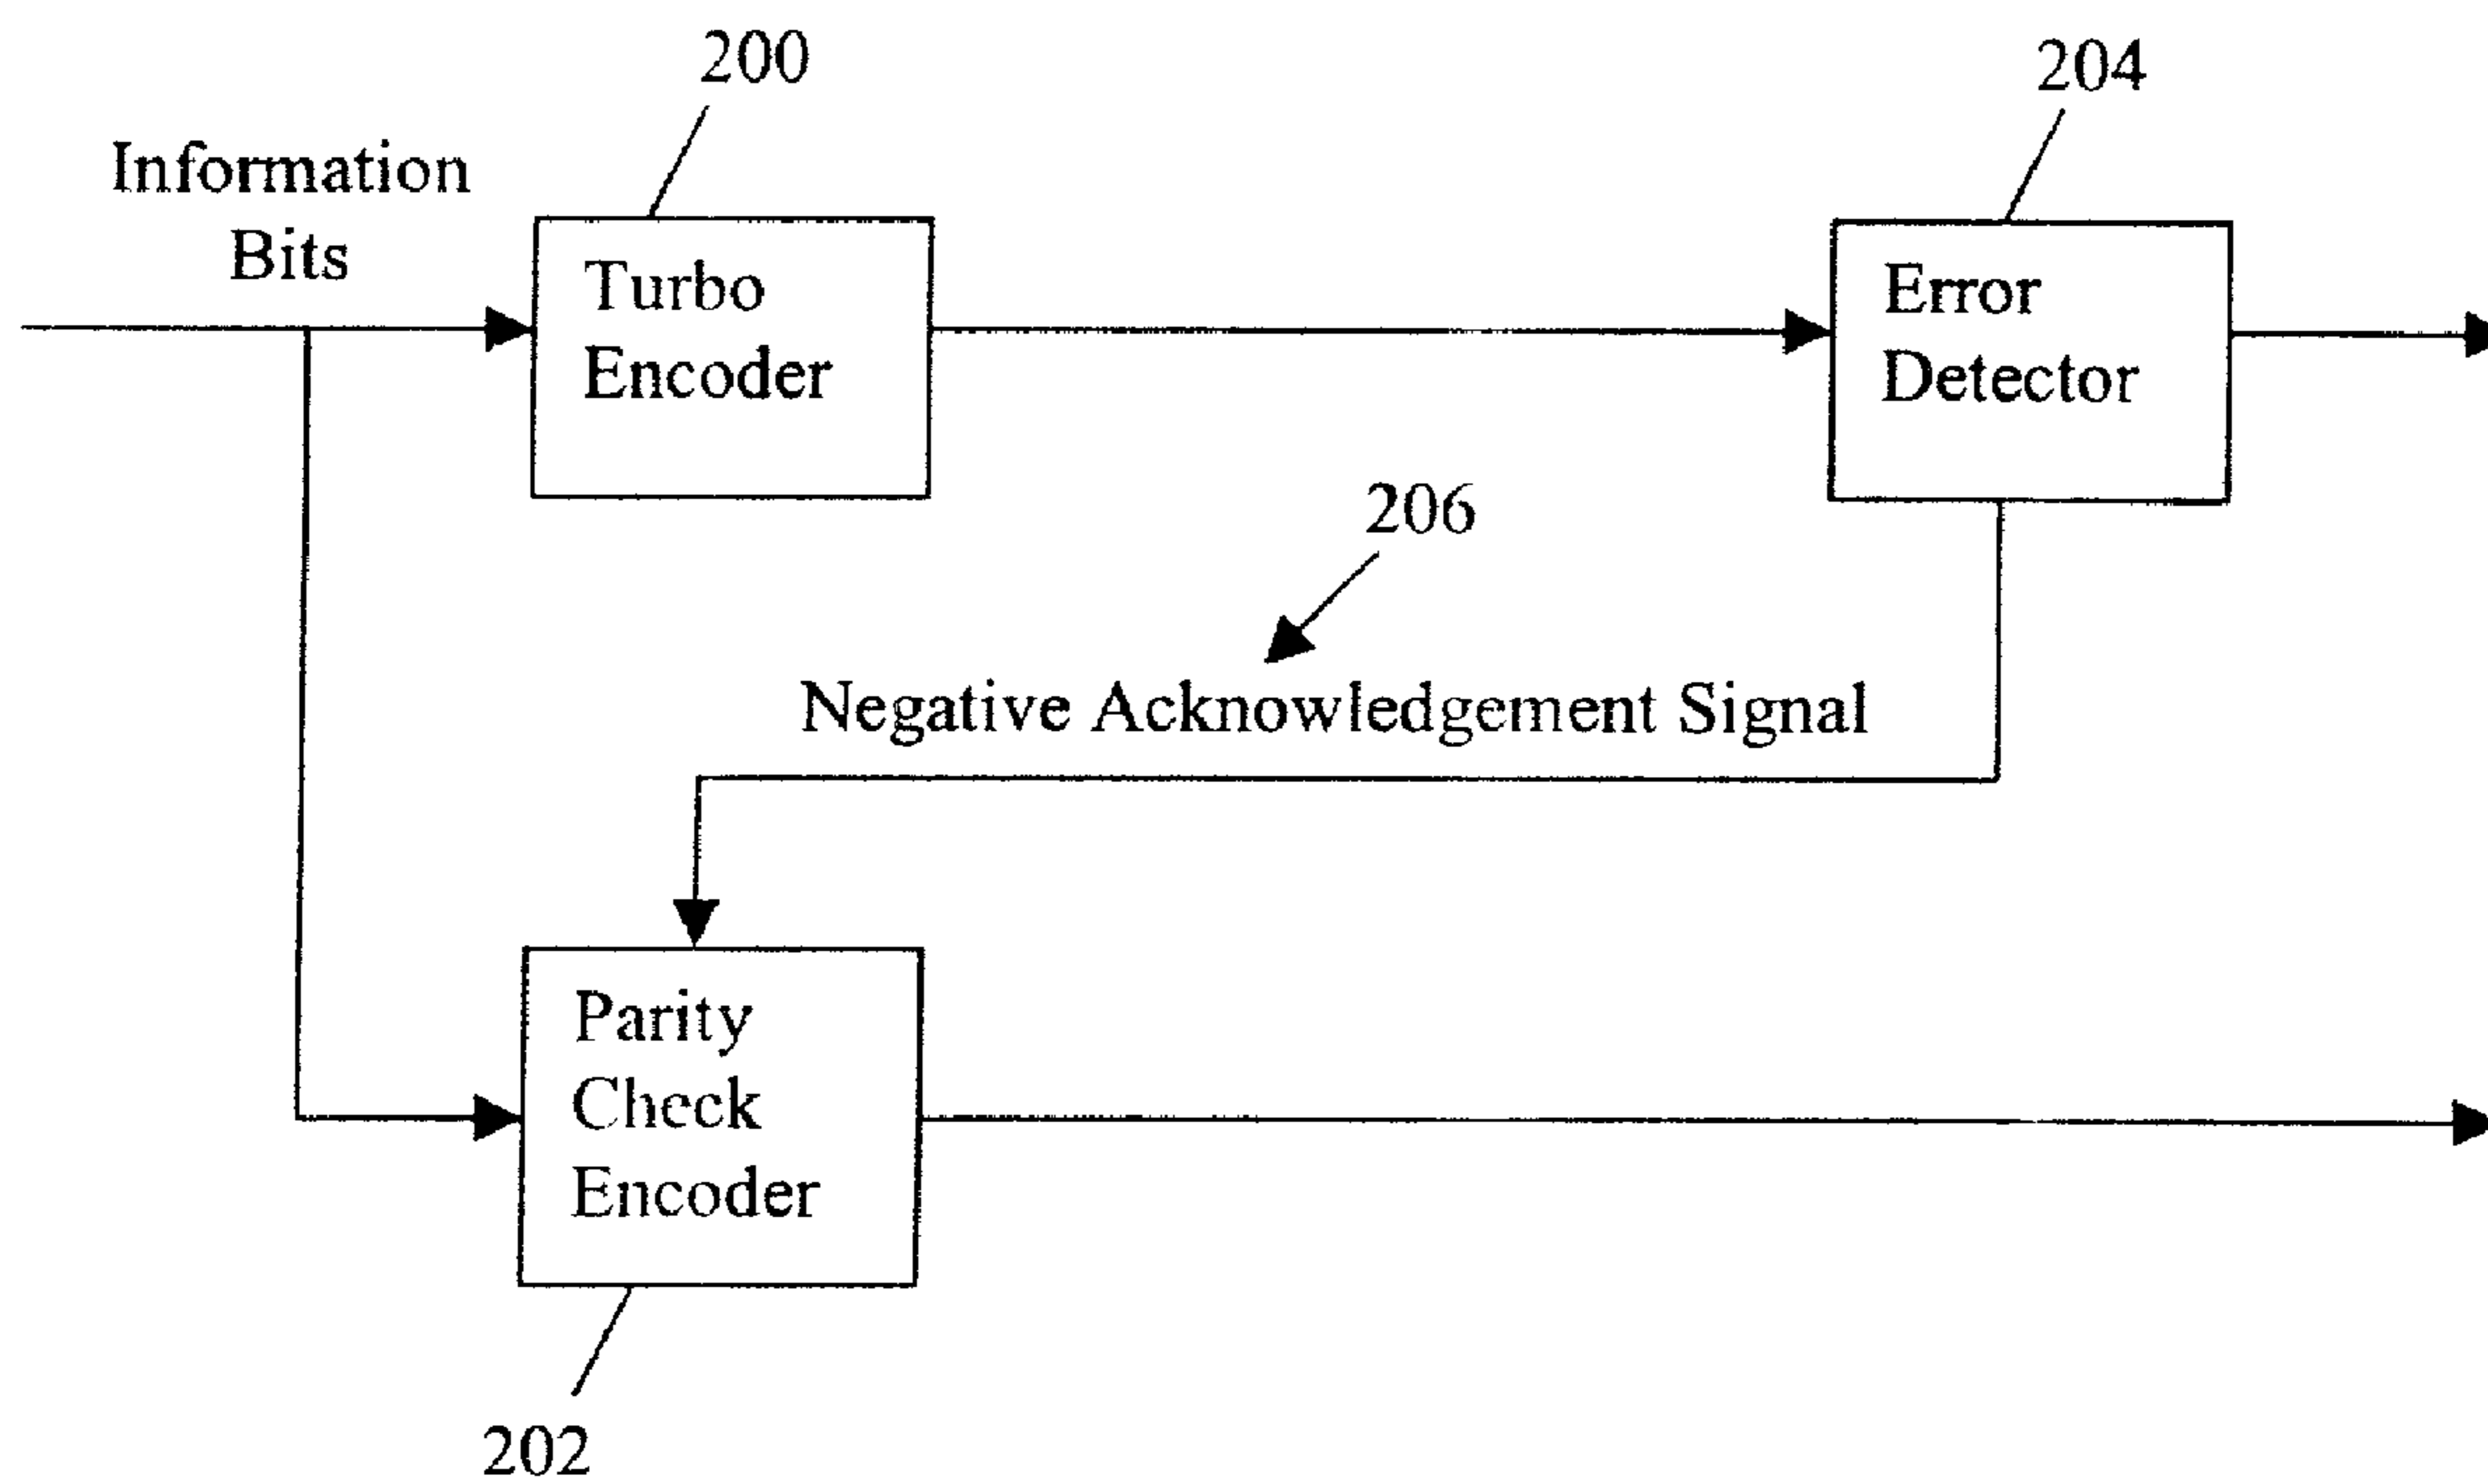 200
204
Information
Bits
Turbo
Encoder
Error
Detector
206
Negative Acknowledgement Signal
Parity
Check
Encoder
202